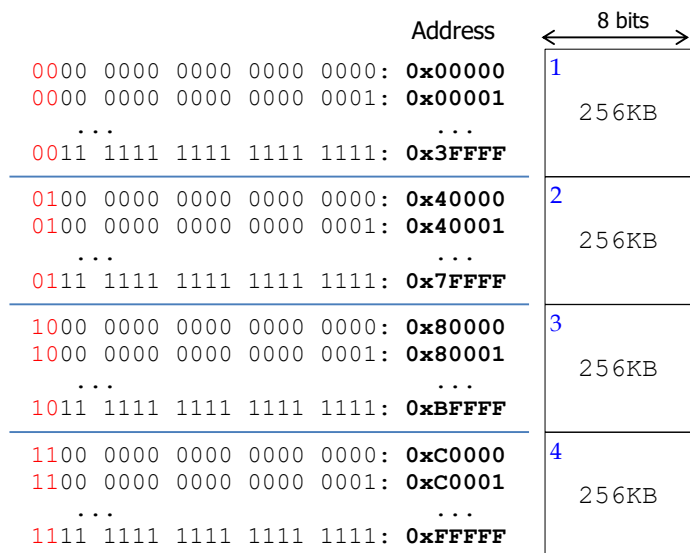 Address 8 bits
0000 0000 0000 0000 0000: 0x00000 1
0000 0000 0000 0000 0001: 0x00001 256KB
... ...
0011 1111 1111 1111 1111: 0x3FFFF
0100 0000 0000 0000 0000: 0x40000 2
0100 0000 0000 0000 0001: 0x40001 256KB
... ...
0111 1111 1111 1111 1111: 0x7FFFF
1000 0000 0000 0000 0000: 0x80000 3
1000 0000 0000 0000 0001: 0x80001 256KB
... ...
1011 1111 1111 1111 1111: 0xBFFFF
1100 0000 0000 0000 0000: 0xC0000 4
1100 0000 0000 0000 0001: 0xC0001 256KB
... ...
1111 1111 1111 1111 1111: 0xFFFFF